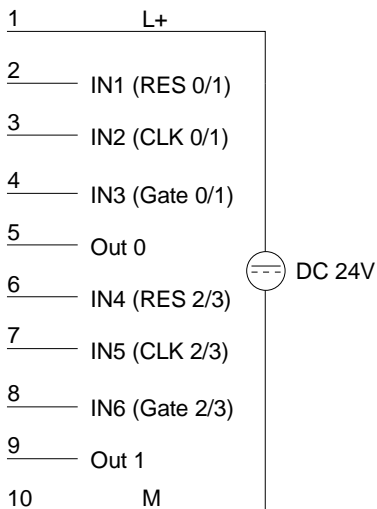 1 L+
2 IN1 (RES 0/1)
3 IN2 (CLK 0/1)
4 IN3 (Gate 0/1)
5 Out 0
DC 24V
6 IN4 (RES 2/3)
7 IN5 (CLK 2/3)
8 IN6 (Gate 2/3)
9 Out 1
10 M